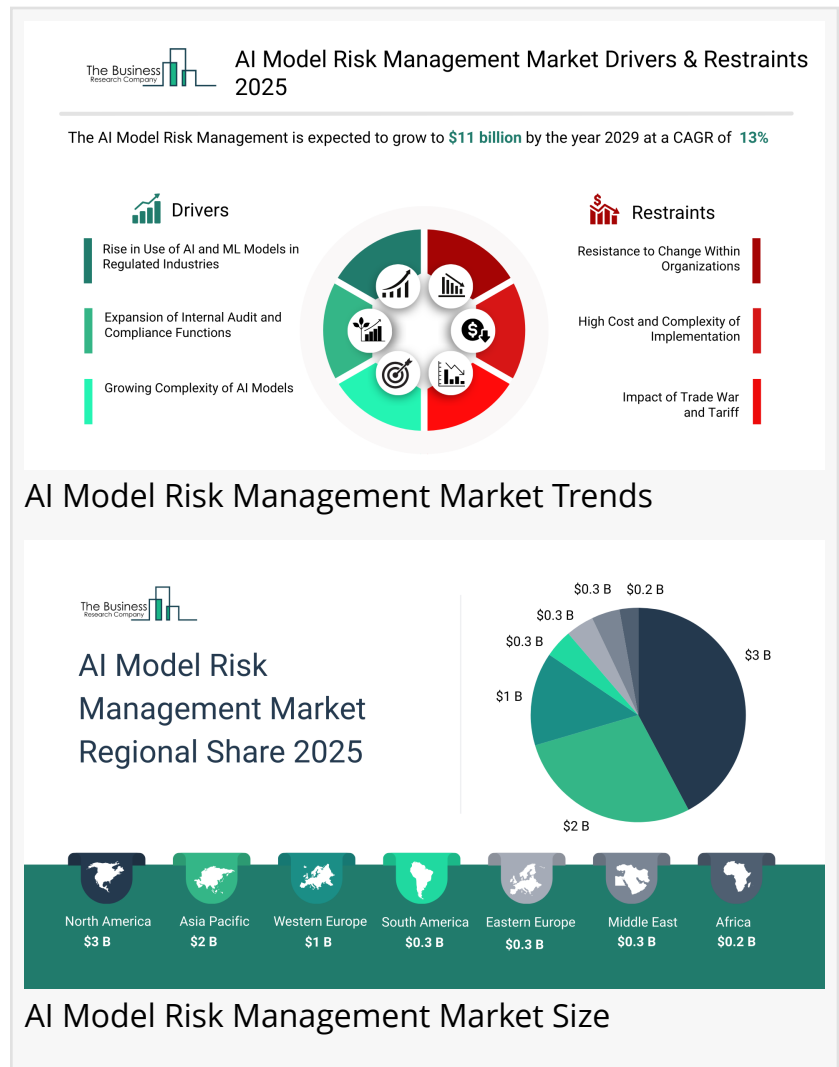 The Business
Research Company
AI Model Risk Management Market Drivers & Restraints
2025
The AI Model Risk Management is expected to grow to $11 billion by the year 2029 at a CAGR of 13%
Drivers
Rise in Use of AI and ML Models in
Regulated Industries
Expansion of Internal Audit and
Compliance Functions
Growing Complexity of AI Models
$
Restraints
Resistance to Change Within
Organizations
High Cost and Complexity of
Implementation
Impact of Trade War
and Tariff
$
AI Model Risk Management Market Trends
The Business
Research Company
AI Model Risk
Management Market
Regional Share 2025
$0.3 B
$0.2 B
$0.3 B
$0.3 B
$3 B
$1 B
$2 B
North America
$3 B
Asia Pacific
$2 B
Western Europe
$1 B
South America
$0.3 B
Eastern Europe
$0.3 B
Middle East
$0.3 B
Africa
$0.2 B
AI Model Risk Management Market Size